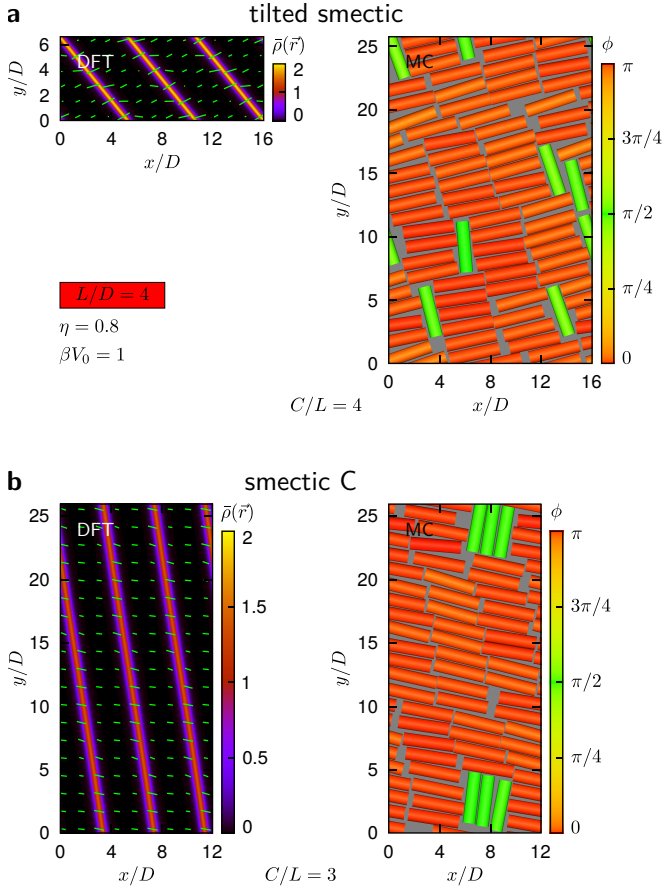 a tilted smectic
DFT
ρ̄(r⃗)
2
1
0
y/D
6
4
2
0
0 4 8 12 16
x/D
MC
y/D
25
20
15
10
5
0
0 4 8 12 16
x/D
ϕ
π
3π/4
π/2
π/4
0
L/D = 4
η = 0.8
βV₀ = 1
C/L = 4
b smectic C
DFT
y/D
25
20
15
10
5
0
0 4 8 12
x/D
ρ̄(r⃗)
2
1.5
1
0.5
0
MC
y/D
25
20
15
10
5
0
0 4 8 12
x/D
ϕ
π
3π/4
π/2
π/4
0
C/L = 3